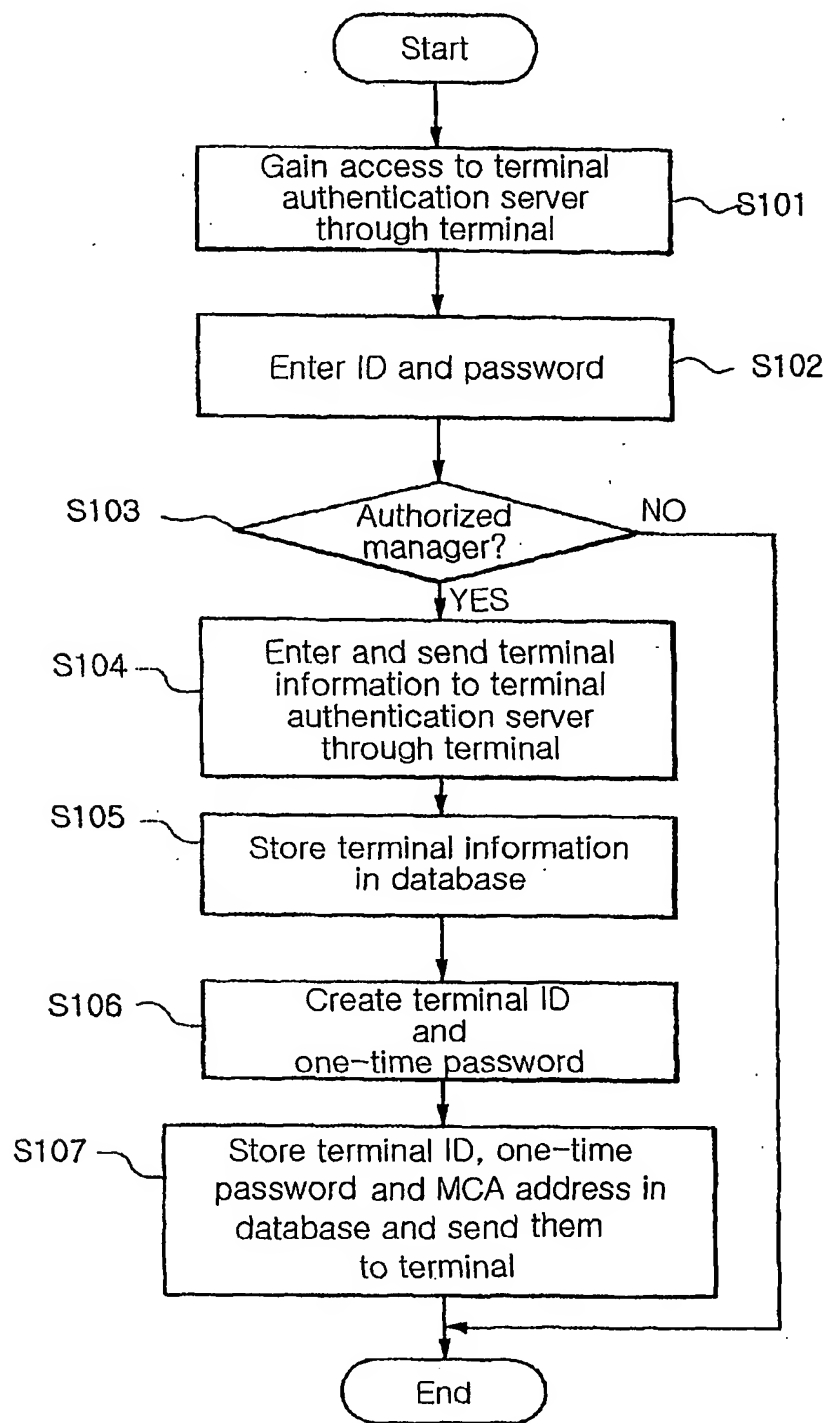 Start
Gain access to terminal
authentication server
through terminal
S101
Enter ID and password
S102
S103
Authorized
manager?
NO
YES
S104
Enter and send terminal
information to terminal
authentication server
through terminal
S105
Store terminal information
in database
S106
Create terminal ID
and
one-time password
S107
Store terminal ID, one-time
password and MCA address in
database and send them
to terminal
End